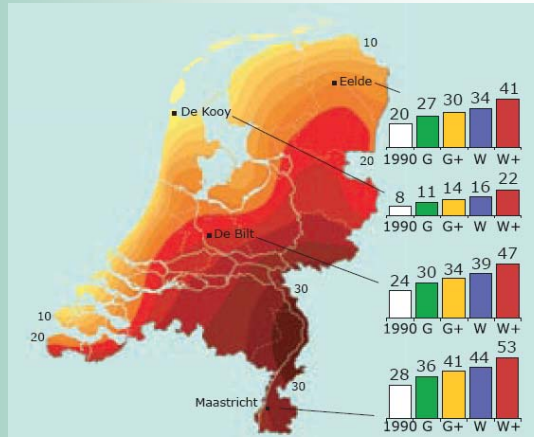 10
Eelde
De Kooy
20
De Bilt
30
10
20
30
Maastricht
20 27 30 34 41
1990 G G+ W W+
8 11 14 16 22
1990 G G+ W W+
24 30 34 39 47
1990 G G+ W W+
28 36 41 44 53
1990 G G+ W W+